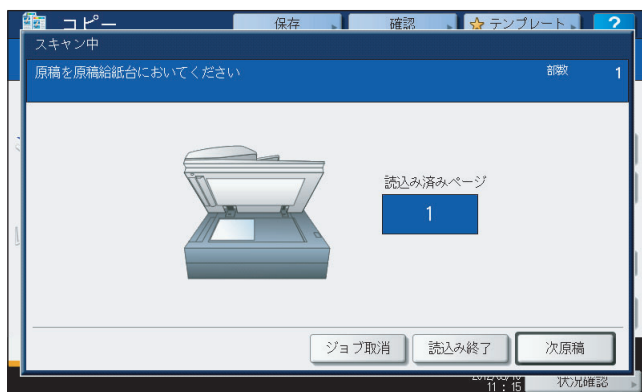 コピー 保存 確認 テンプレート ?
スキャン中
原稿を原稿給紙台においてください 部数 1
読込み済みページ
1
ジョブ取消 読込み終了 次原稿
11 : 15 状況確認